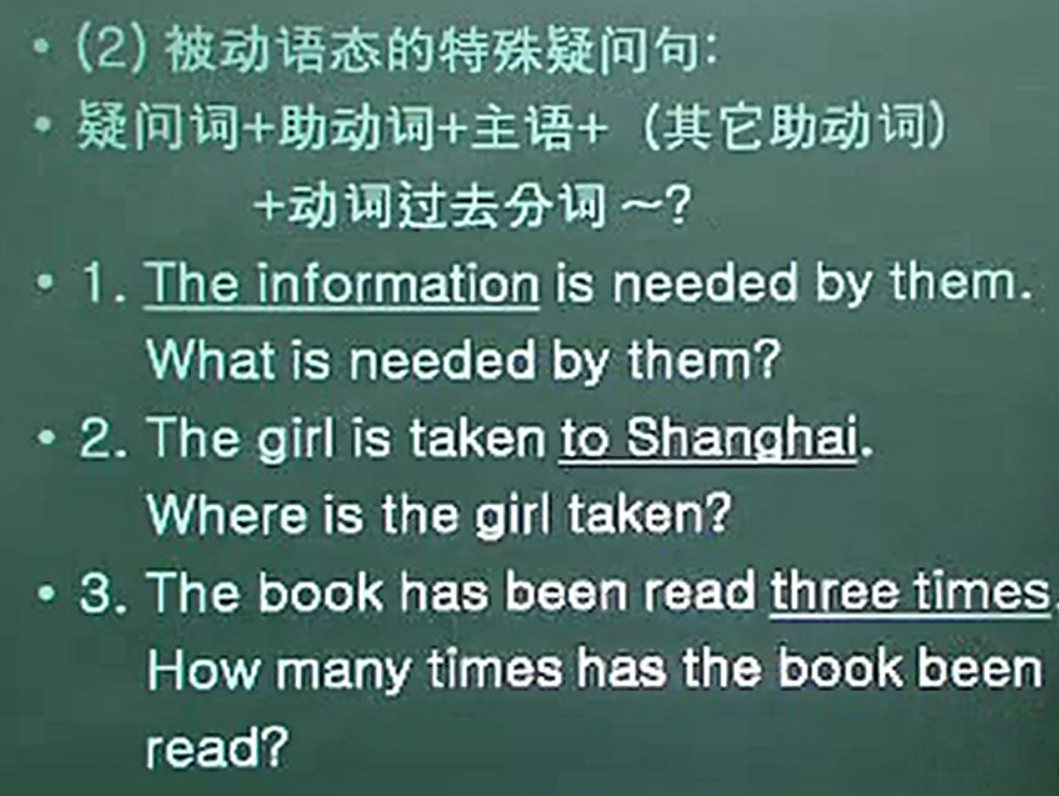 • (2) 被动语态的特殊疑问句:
• 疑问词+助动词+主语+（其它助动词）
+动词过去分词 ～?
• 1. The information is needed by them.
What is needed by them?
• 2. The girl is taken to Shanghai.
Where is the girl taken?
• 3. The book has been read three times.
How many times has the book been
read?